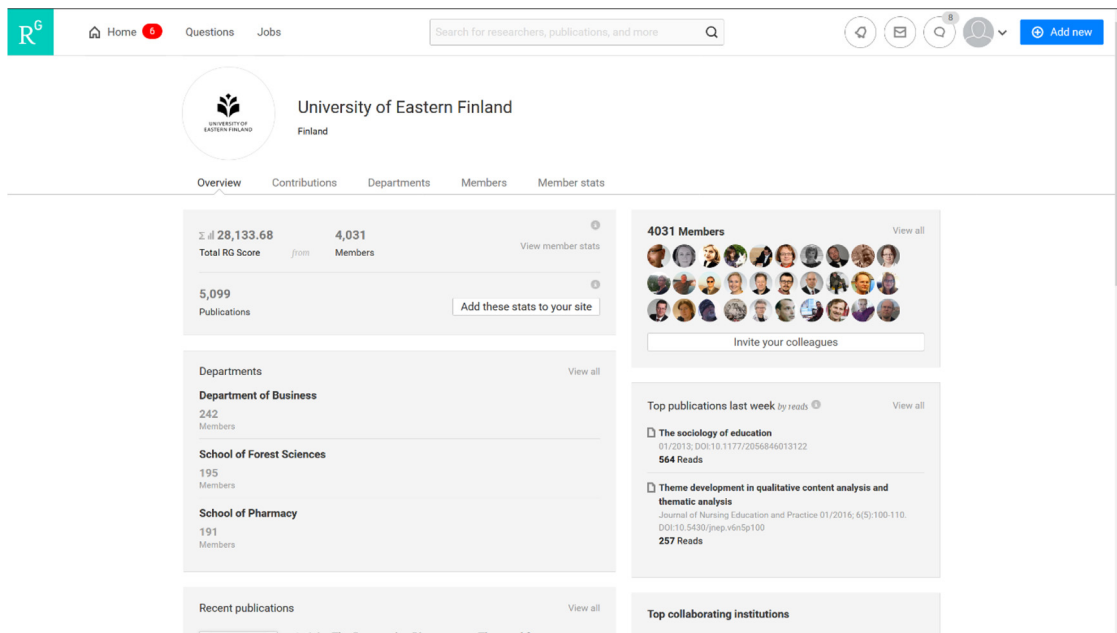 RG
Home 6
Questions
Jobs
Search for researchers, publications, and more
8
Add new
UNIVERSITY OF
EASTERN FINLAND
University of Eastern Finland
Finland
Overview
Contributions
Departments
Members
Member stats
Σ 28,133.68
4,031
Total RG Score
from
Members
View member stats
5,099
Publications
Add these stats to your site
Departments
View all
Department of Business
242
Members
School of Forest Sciences
195
Members
School of Pharmacy
191
Members
Recent publications
View all
4031 Members
View all
Invite your colleagues
Top publications last week by reads
View all
The sociology of education
01/2013; DOI:10.1177/2056846013122
564 Reads
Theme development in qualitative content analysis and
thematic analysis
Journal of Nursing Education and Practice 01/2016; 6(5):100-110.
DOI:10.5430/jnep.v6n5p100
257 Reads
Top collaborating institutions